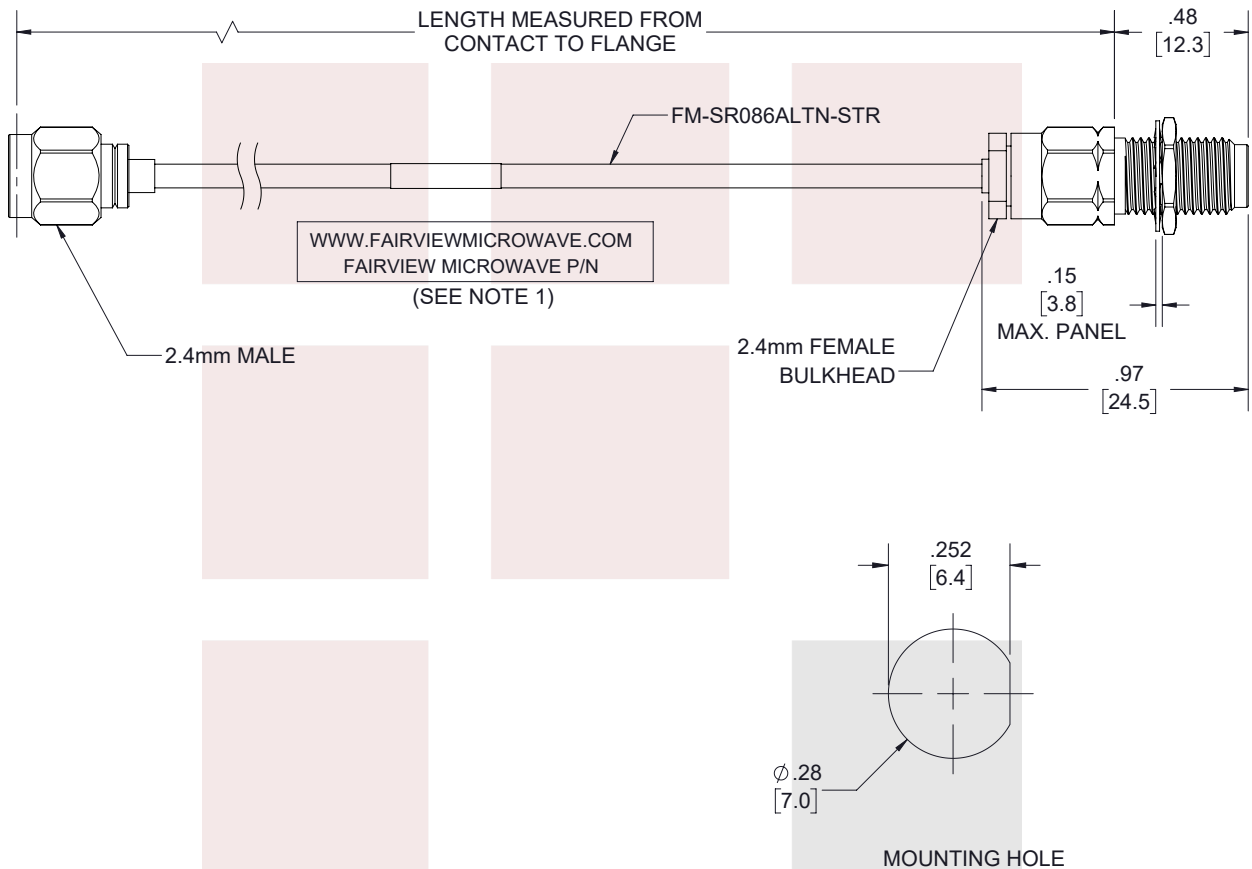 LENGTH MEASURED FROM
CONTACT TO FLANGE
.48
[12.3]
FM-SR086ALTN-STR
WWW.FAIRVIEWMICROWAVE.COM
FAIRVIEW MICROWAVE P/N
(SEE NOTE 1)
.15
[3.8]
MAX. PANEL
2.4mm MALE
2.4mm FEMALE
BULKHEAD
.97
[24.5]
.252
[6.4]
⌀.28
[7.0]
MOUNTING HOLE